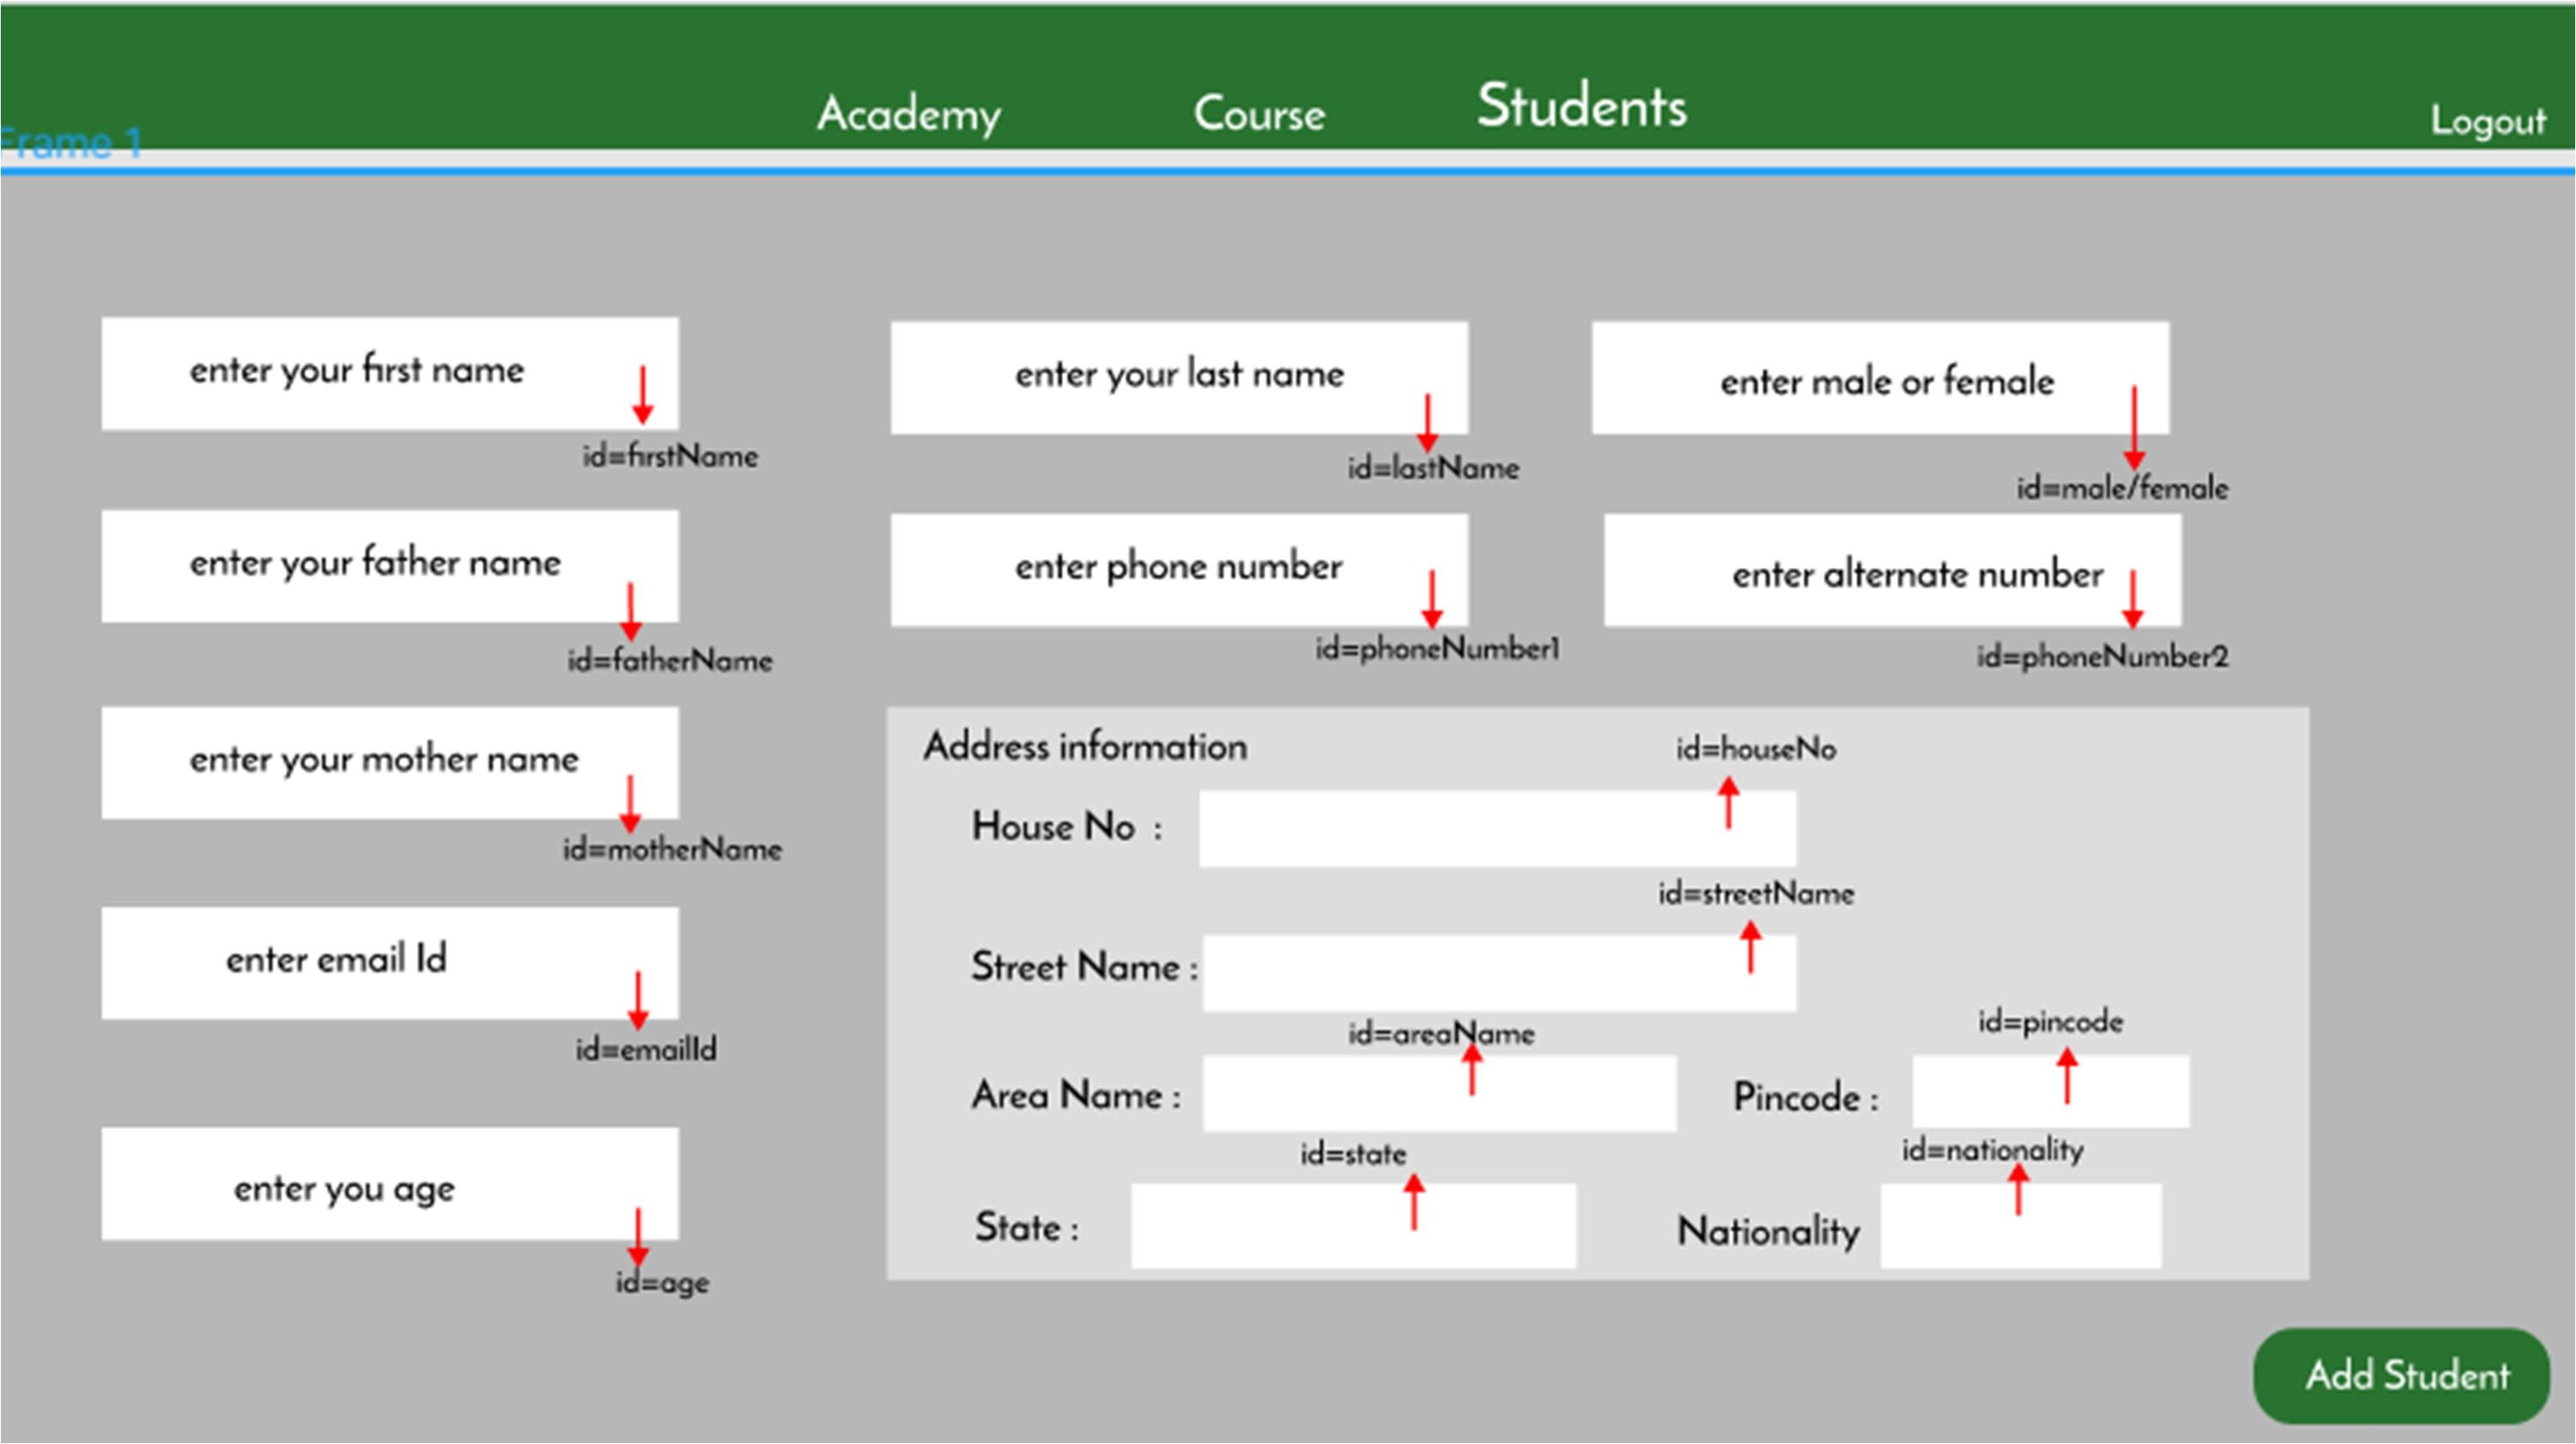 Academy
Course
Students
Logout
Frame 1
enter your first name
id=firstName
enter your last name
id=lastName
enter male or female
id=male/female
enter your father name
id=fatherName
enter phone number
id=phoneNumber1
enter alternate number
id=phoneNumber2
enter your mother name
id=motherName
enter email Id
id=emailId
enter you age
id=age
Address information
id=houseNo
House No :
id=streetName
Street Name :
id=areaName
Area Name :
id=pincode
Pincode :
id=state
State :
id=nationality
Nationality
Add Student